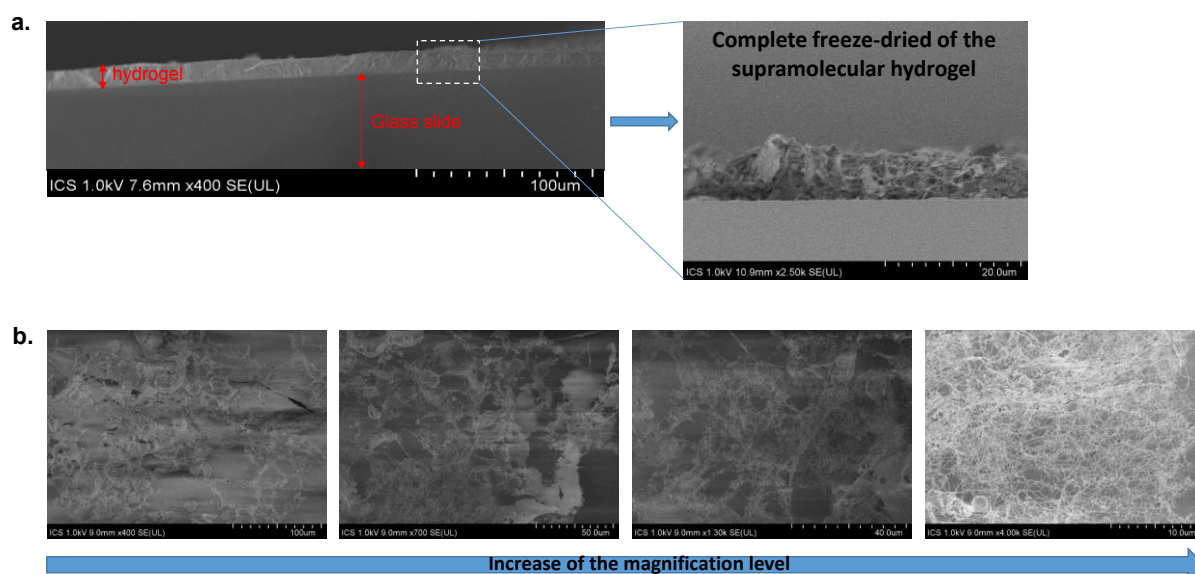 a.
hydrogel
Glass slide
ICS 1.0kV 7.6mm x400 SE(UL)
100um
Complete freeze-dried of the
supramolecular hydrogel
ICS 1.0kV 10.9mm x2.50k SE(UL)
20.0um
b.
ICS 1.0kV 9.0mm x400 SE(UL)
100um
ICS 1.0kV 9.0mm x700 SE(UL)
50.0um
ICS 1.0kV 9.0mm x1.30k SE(UL)
40.0um
ICS 1.0kV 9.0mm x4.00k SE(UL)
10.0um
Increase of the magnification level